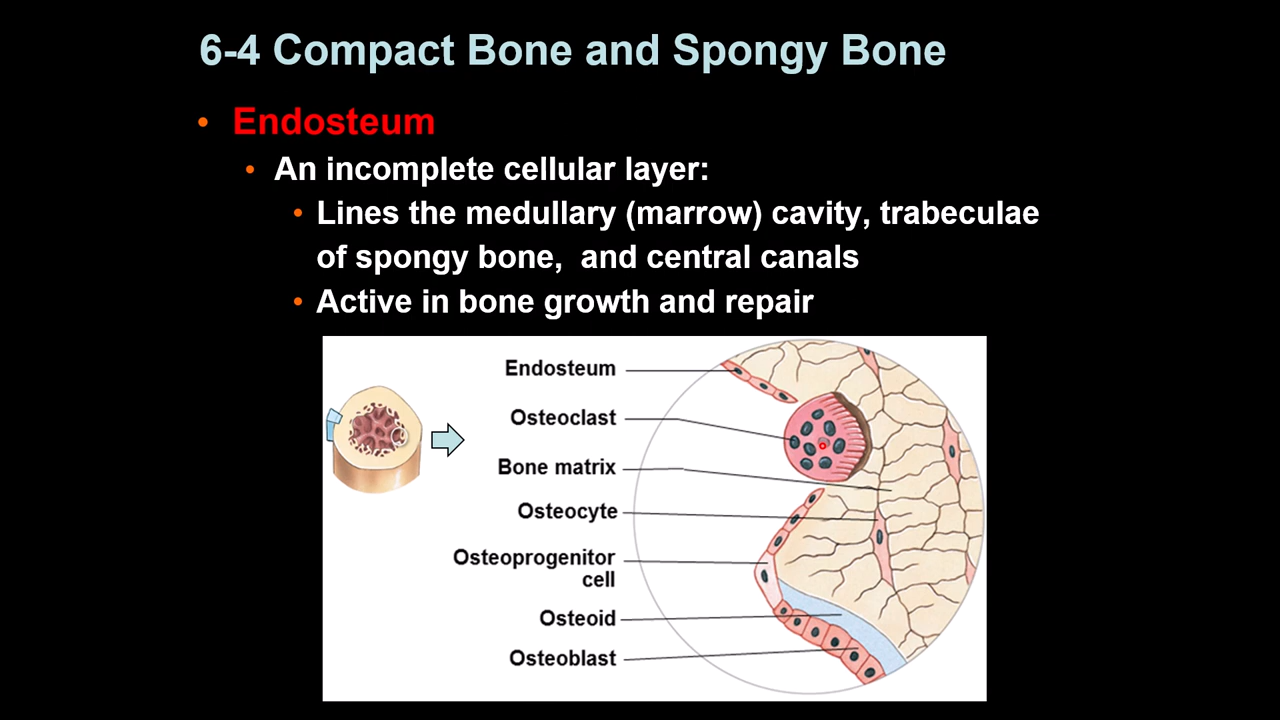 6-4 Compact Bone and Spongy Bone
• Endosteum
• An incomplete cellular layer:
• Lines the medullary (marrow) cavity, trabeculae
of spongy bone,  and central canals
• Active in bone growth and repair
Endosteum
Osteoclast
Bone matrix
Osteocyte
Osteoprogenitor
cell
Osteoid
Osteoblast